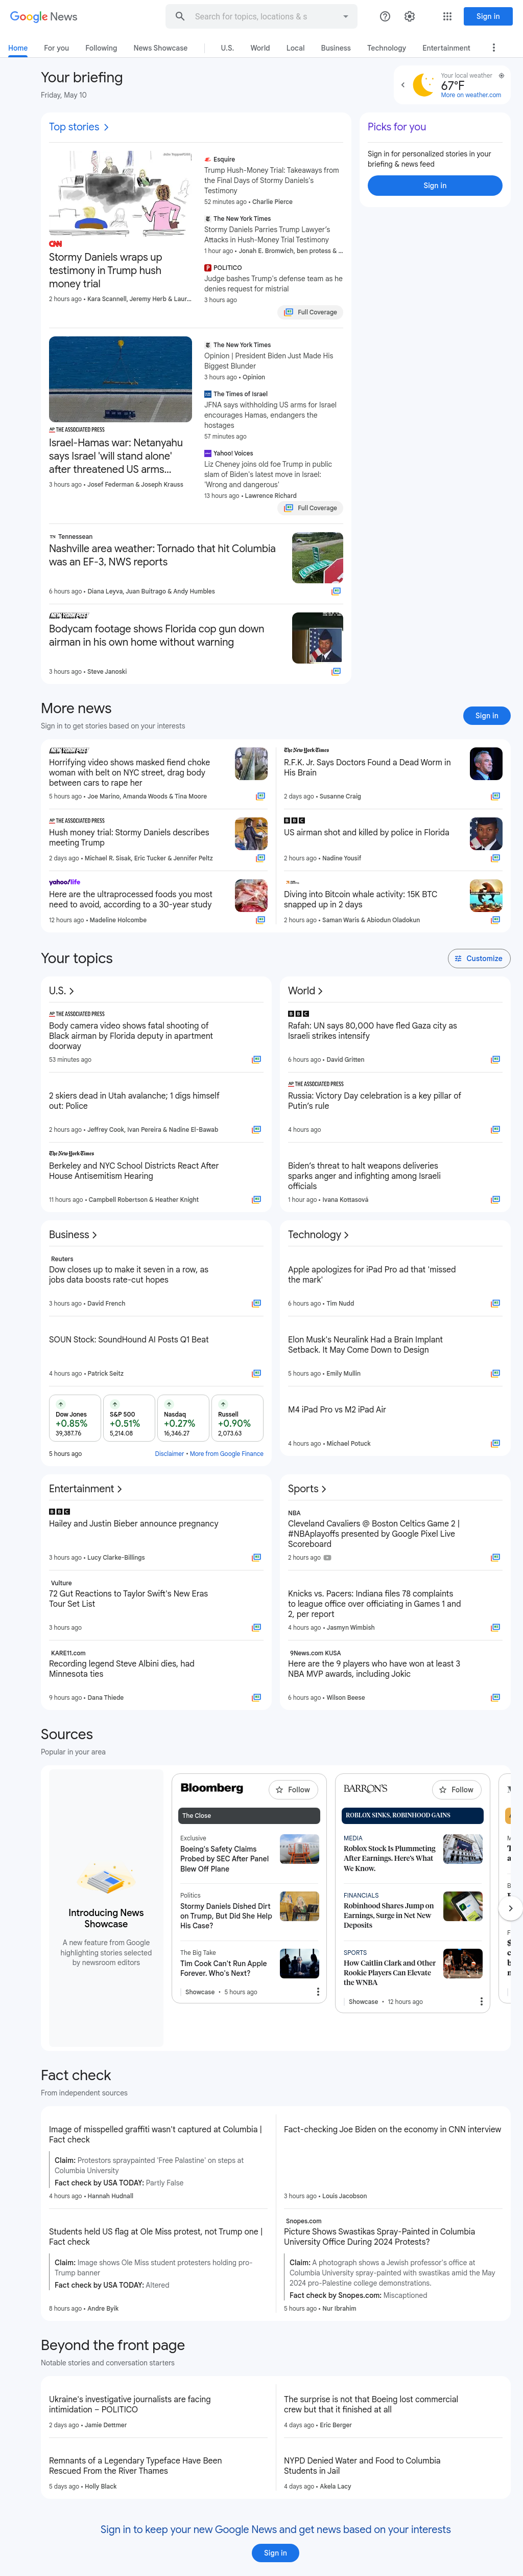 Google News
Search for topics, locations & s
Sign in
Home
For you
Following
News Showcase
U.S.
World
Local
Business
Technology
Entertainment
Your briefing
Friday, May 10
Your local weather
67°F
More on weather.com
Top stories
CNN
Stormy Daniels wraps up
testimony in Trump hush
money trial
2 hours ago • Kara Scannell, Jeremy Herb & Laur...
Esquire
Trump Hush-Money Trial: Takeaways from
the Final Days of Stormy Daniels's
Testimony
52 minutes ago • Charlie Pierce
The New York Times
Stormy Daniels Parries Trump Lawyer's
Attacks in Hush-Money Trial Testimony
1 hour ago • Jonah E. Bromwich, ben protess & ...
POLITICO
Judge bashes Trump's defense team as he
denies request for mistrial
3 hours ago
Full Coverage
Picks for you
Sign in for personalized stories in your
briefing & news feed
Sign in
AP THE ASSOCIATED PRESS
Israel-Hamas war: Netanyahu
says Israel 'will stand alone'
after threatened US arms...
3 hours ago • Josef Federman & Joseph Krauss
The New York Times
Opinion | President Biden Just Made His
Biggest Blunder
3 hours ago • Opinion
The Times of Israel
JFNA says withholding US arms for Israel
encourages Hamas, endangers the
hostages
57 minutes ago
Yahoo! Voices
Liz Cheney joins old foe Trump in public
slam of Biden's latest move in Israel:
'Wrong and dangerous'
13 hours ago • Lawrence Richard
Full Coverage
Tennessean
Nashville area weather: Tornado that hit Columbia
was an EF-3, NWS reports
6 hours ago • Diana Leyva, Juan Buitrago & Andy Humbles
New York Post
Bodycam footage shows Florida cop gun down
airman in his own home without warning
3 hours ago • Steve Janoski
More news
Sign in to get stories based on your interests
Sign in
New York Post
Horrifying video shows masked fiend choke
woman with belt on NYC street, drag body
between cars to rape her
5 hours ago • Joe Marino, Amanda Woods & Tina Moore
The New York Times
R.F.K. Jr. Says Doctors Found a Dead Worm in
His Brain
2 days ago • Susanne Craig
AP THE ASSOCIATED PRESS
Hush money trial: Stormy Daniels describes
meeting Trump
2 days ago • Michael R. Sisak, Eric Tucker & Jennifer Peltz
BBC
US airman shot and killed by police in Florida
2 hours ago • Nadine Yousif
yahoo!life
Here are the ultraprocessed foods you most
need to avoid, according to a 30-year study
12 hours ago • Madeline Holcombe
Diving into Bitcoin whale activity: 15K BTC
snapped up in 2 days
2 hours ago • Saman Waris & Abiodun Oladokun
Your topics
Customize
U.S.
AP THE ASSOCIATED PRESS
Body camera video shows fatal shooting of
Black airman by Florida deputy in apartment
doorway
53 minutes ago
2 skiers dead in Utah avalanche; 1 digs himself
out: Police
2 hours ago • Jeffrey Cook, Ivan Pereira & Nadine El-Bawab
The New York Times
Berkeley and NYC School Districts React After
House Antisemitism Hearing
11 hours ago • Campbell Robertson & Heather Knight
World
BBC
Rafah: UN says 80,000 have fled Gaza city as
Israeli strikes intensify
6 hours ago • David Gritten
AP THE ASSOCIATED PRESS
Russia: Victory Day celebration is a key pillar of
Putin's rule
4 hours ago
Biden's threat to halt weapons deliveries
sparks anger and infighting among Israeli
officials
1 hour ago • Ivana Kottasová
Business
Reuters
Dow closes up to make it seven in a row, as
jobs data boosts rate-cut hopes
3 hours ago • David French
SOUN Stock: SoundHound AI Posts Q1 Beat
4 hours ago • Patrick Seitz
Dow Jones
+0.85%
39,387.76
S&P 500
+0.51%
5,214.08
Nasdaq
+0.27%
16,346.27
Russell
+0.90%
2,073.63
5 hours ago
Disclaimer • More from Google Finance
Technology
Apple apologizes for iPad Pro ad that 'missed
the mark'
6 hours ago • Tim Nudd
Elon Musk's Neuralink Had a Brain Implant
Setback. It May Come Down to Design
5 hours ago • Emily Mullin
M4 iPad Pro vs M2 iPad Air
4 hours ago • Michael Potuck
Entertainment
BBC
Hailey and Justin Bieber announce pregnancy
3 hours ago • Lucy Clarke-Billings
Vulture
72 Gut Reactions to Taylor Swift's New Eras
Tour Set List
3 hours ago
KARE11.com
Recording legend Steve Albini dies, had
Minnesota ties
9 hours ago • Dana Thiede
Sports
NBA
Cleveland Cavaliers @ Boston Celtics Game 2 |
#NBAplayoffs presented by Google Pixel Live
Scoreboard
2 hours ago
Knicks vs. Pacers: Indiana files 78 complaints
to league office over officiating in Games 1 and
2, per report
4 hours ago • Jasmyn Wimbish
9News.com KUSA
Here are the 9 players who have won at least 3
NBA MVP awards, including Jokic
6 hours ago • Wilson Beese
Sources
Popular in your area
Introducing News
Showcase
A new feature from Google
highlighting stories selected
by newsroom editors
Bloomberg
Follow
The Close
Exclusive
Boeing's Safety Claims
Probed by SEC After Panel
Blew Off Plane
Politics
Stormy Daniels Dished Dirt
on Trump, But Did She Help
His Case?
The Big Take
Tim Cook Can't Run Apple
Forever. Who's Next?
Showcase • 5 hours ago
BARRON'S
Follow
ROBLOX SINKS, ROBINHOOD GAINS
MEDIA
Roblox Stock Is Plummeting
After Earnings. Here's What
We Know.
FINANCIALS
Robinhood Shares Jump on
Earnings, Surge in Net New
Deposits
SPORTS
How Caitlin Clark and Other
Rookie Players Can Elevate
the WNBA
Showcase • 12 hours ago
Fact check
From independent sources
Image of misspelled graffiti wasn't captured at Columbia |
Fact check
Claim: Protestors spraypainted 'Free Palastine' on steps at
Columbia University
Fact check by USA TODAY: Partly False
4 hours ago • Hannah Hudnall
Fact-checking Joe Biden on the economy in CNN interview
3 hours ago • Louis Jacobson
Students held US flag at Ole Miss protest, not Trump one |
Fact check
Claim: Image shows Ole Miss student protesters holding pro-
Trump banner
Fact check by USA TODAY: Altered
8 hours ago • Andre Byik
Snopes.com
Picture Shows Swastikas Spray-Painted in Columbia
University Office During 2024 Protests?
Claim: A photograph shows a Jewish professor's office at
Columbia University spray-painted with swastikas amid the May
2024 pro-Palestine college demonstrations.
Fact check by Snopes.com: Miscaptioned
5 hours ago • Nur Ibrahim
Beyond the front page
Notable stories and conversation starters
Ukraine's investigative journalists are facing
intimidation – POLITICO
2 days ago • Jamie Dettmer
The surprise is not that Boeing lost commercial
crew but that it finished at all
4 days ago • Eric Berger
Remnants of a Legendary Typeface Have Been
Rescued From the River Thames
5 days ago • Holly Black
NYPD Denied Water and Food to Columbia
Students in Jail
4 days ago • Akela Lacy
Sign in to keep your new Google News and get news based on your interests
Sign in